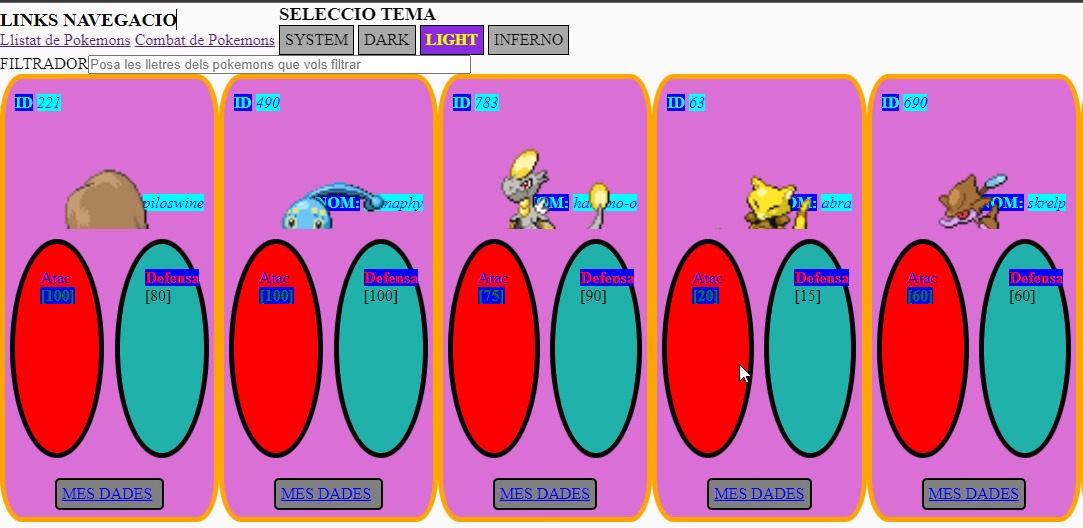 LINKS NAVEGACIO
Llistat de Pokemons Combat de Pokemons
SELECCIO TEMA
SYSTEM DARK LIGHT INFERNO
FILTRADOR Posa les lletres dels pokemons que vols filtrar
ID 221
piloswine
Atac
[100]
Defensa
[80]
MES DADES
ID 490
NOM:
Atac
[100]
Defensa
[100]
MES DADES
ID 783
Atac
[75]
Defensa
[90]
MES DADES
ID 63
abra
Atac
[20]
Defensa
[15]
MES DADES
ID 690
skrelp
Atac
[60]
Defensa
[60]
MES DADES